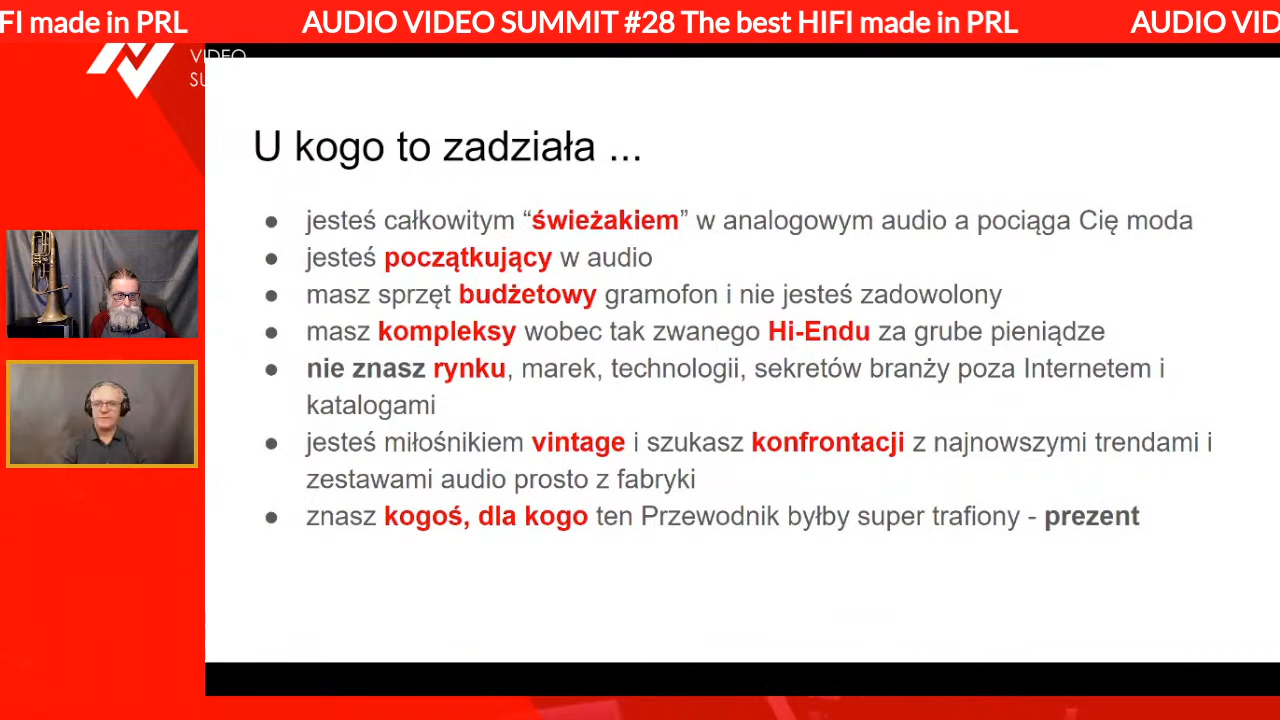 FI made in PRL AUDIO VIDEO SUMMIT #28 The best HIFI made in PRL AUDIO VID
VIDEO
U kogo to zadziała ...
● jesteś całkowitym “świeżakiem” w analogowym audio a pociąga Cię moda
● jesteś początkujący w audio
● masz sprzęt budżetowy gramofon i nie jesteś zadowolony
● masz kompleksy wobec tak zwanego Hi-Endu za grube pieniądze
● nie znasz rynku, marek, technologii, sekretów branży poza Internetem i
katalogami
● jesteś miłośnikiem vintage i szukasz konfrontacji z najnowszymi trendami i
zestawami audio prosto z fabryki
● znasz kogoś, dla kogo ten Przewodnik byłby super trafiony - prezent